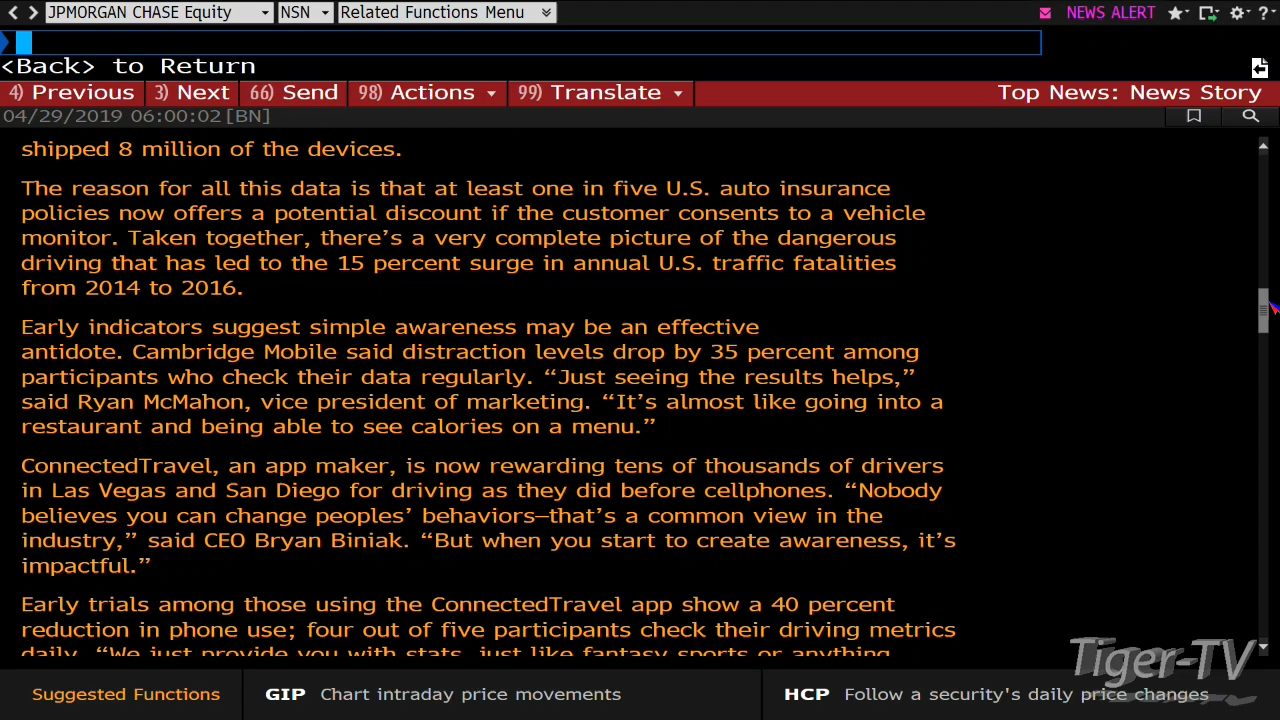 JPMORGAN CHASE Equity NSN Related Functions Menu NEWS ALERT ?
<Back> to Return
4) Previous 3) Next 66) Send 98) Actions 99) Translate Top News: News Story
04/29/2019 06:00:02[BN]
shipped 8 million of the devices.
The reason for all this data is that at least one in five U.S. auto insurance
policies now offers a potential discount if the customer consents to a vehicle
monitor. Taken together, there’s a very complete picture of the dangerous
driving that has led to the 15 percent surge in annual U.S. traffic fatalities
from 2014 to 2016.
Early indicators suggest simple awareness may be an effective
antidote. Cambridge Mobile said distraction levels drop by 35 percent among
participants who check their data regularly. “Just seeing the results helps,”
said Ryan McMahon, vice president of marketing. “It’s almost like going into a
restaurant and being able to see calories on a menu.”
ConnectedTravel, an app maker, is now rewarding tens of thousands of drivers
in Las Vegas and San Diego for driving as they did before cellphones. “Nobody
believes you can change peoples’ behaviors—that’s a common view in the
industry,” said CEO Bryan Biniak. “But when you start to create awareness, it’s
impactful.”
Early trials among those using the ConnectedTravel app show a 40 percent
reduction in phone use; four out of five participants check their driving metrics
daily. “We just provide you with stats, just like fantasy sports or anything
Tiger-TV
Suggested Functions GIP Chart intraday price movements HCP Follow a security's daily price changes